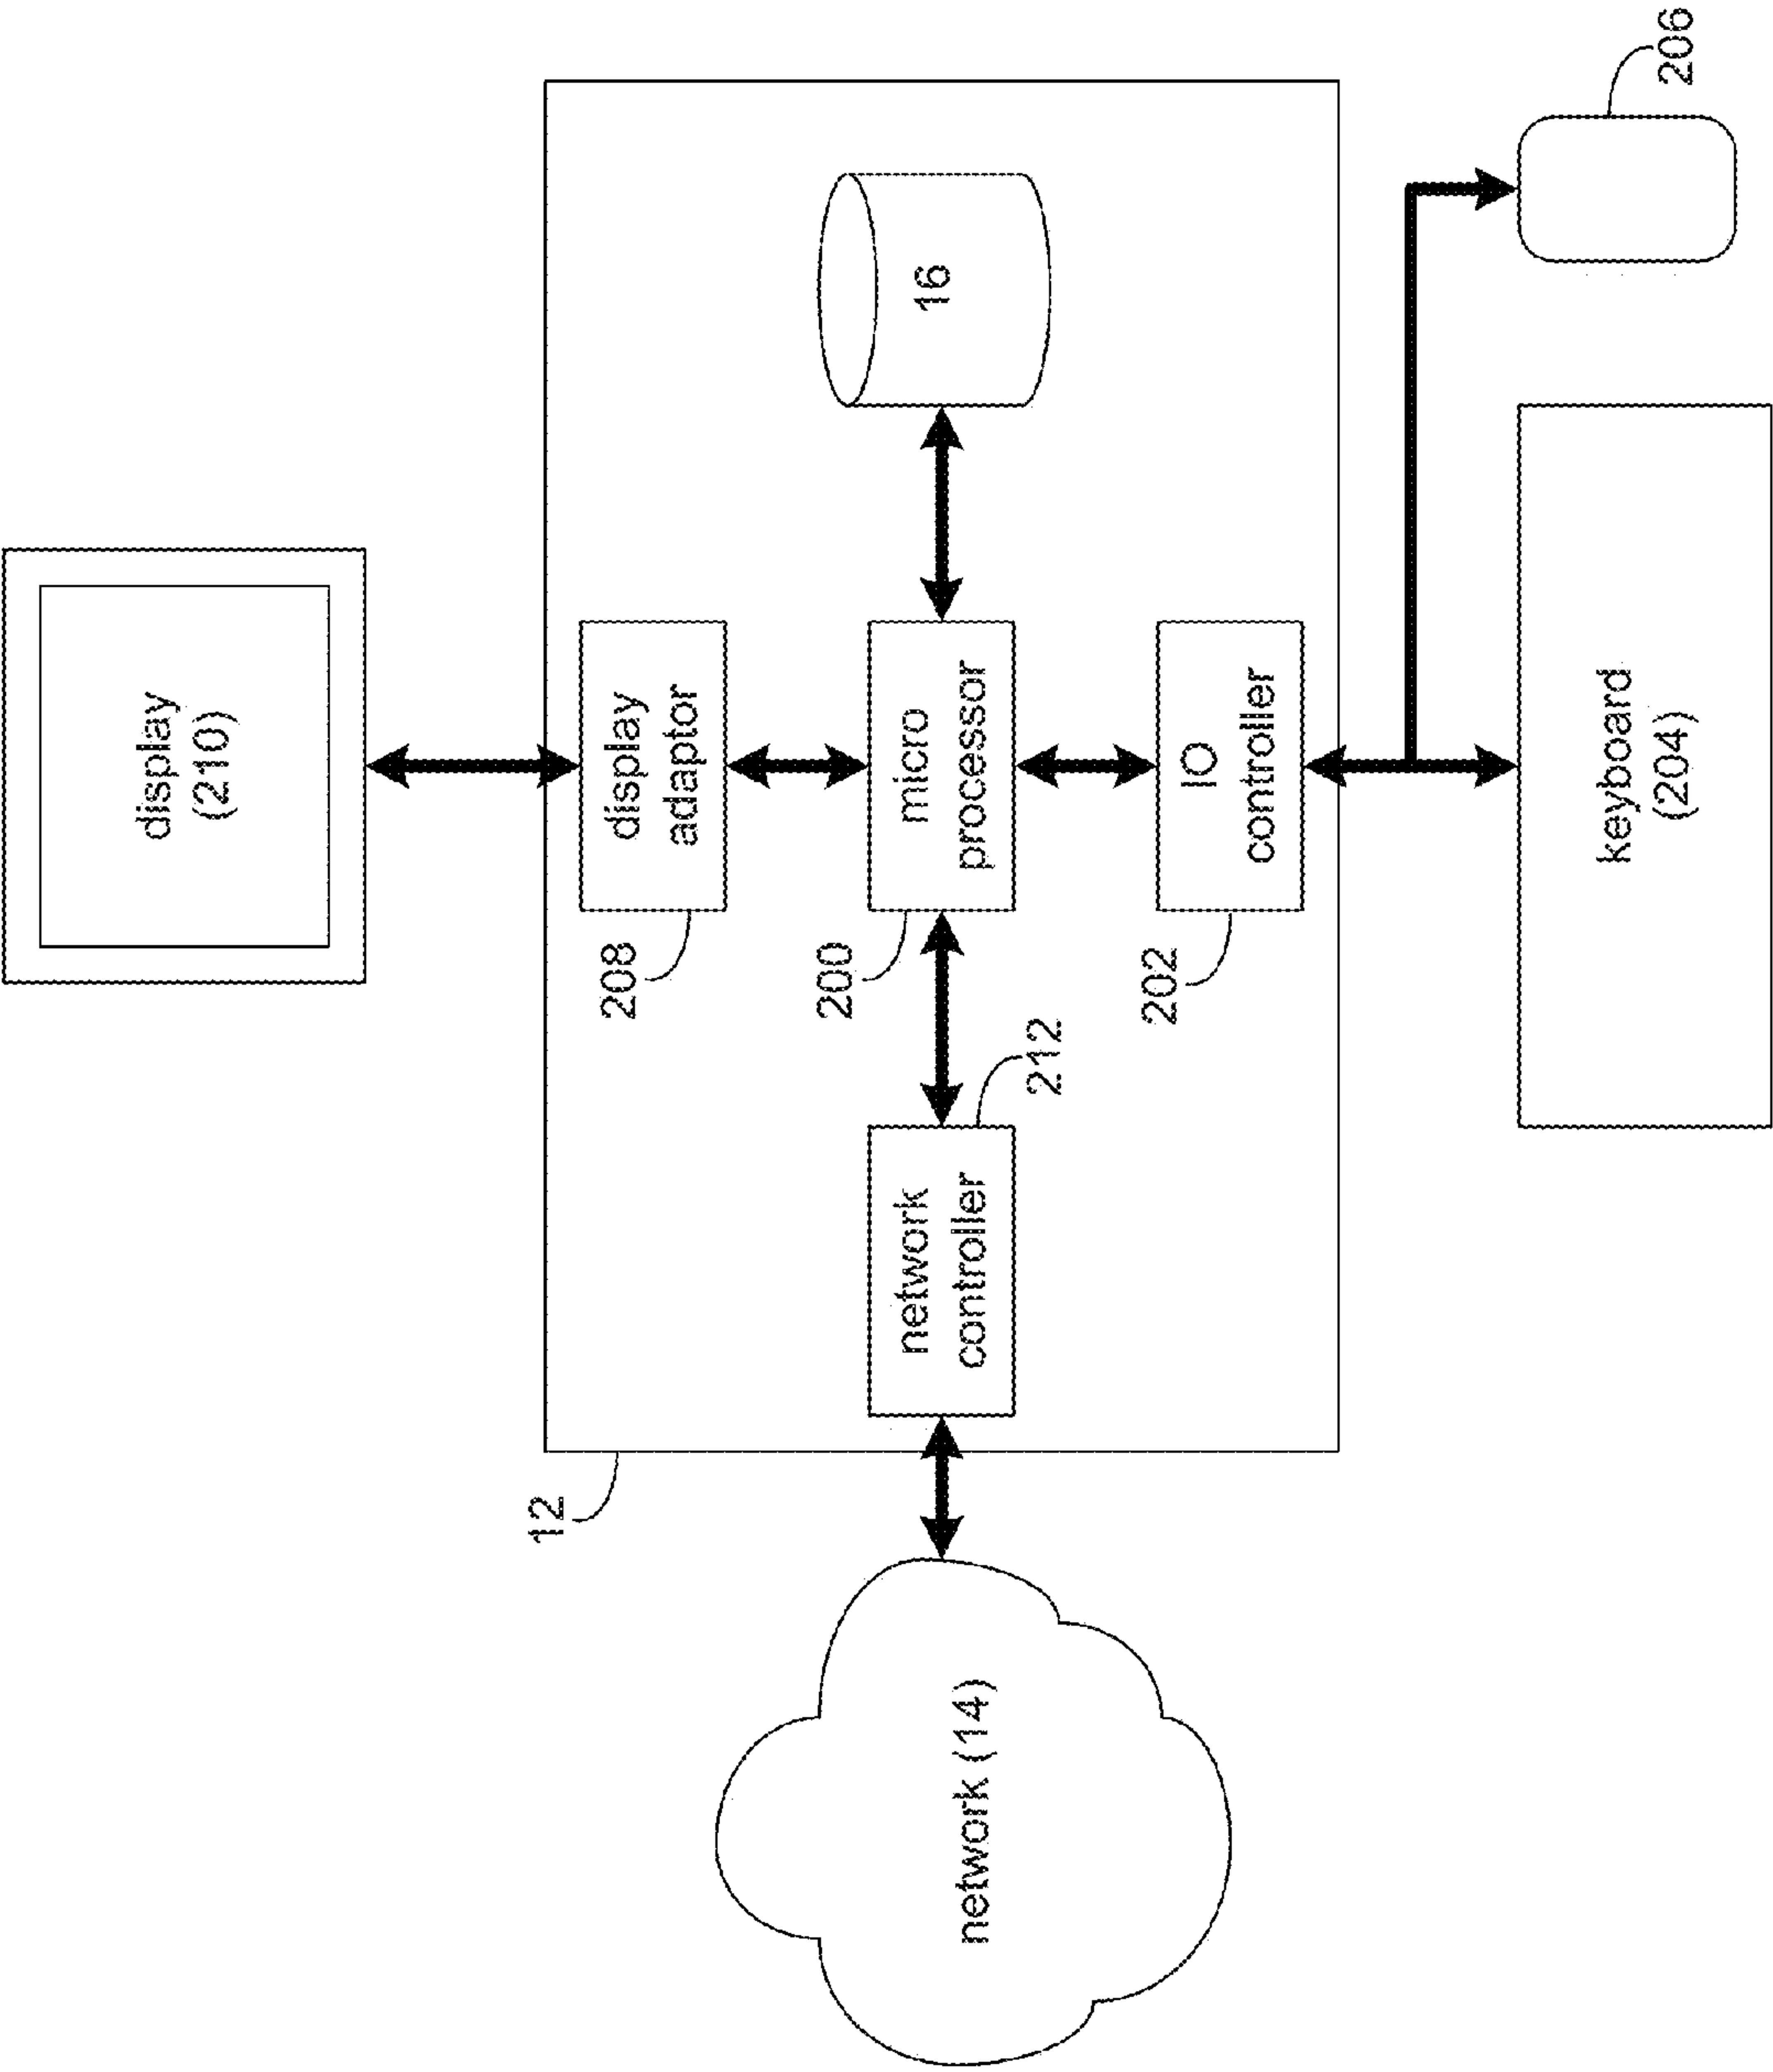 network (14)
12
network
controller
212
display
(210)
208
display
adaptor
200
micro
processor
202
IO
controller
keyboard
(204)
16
206